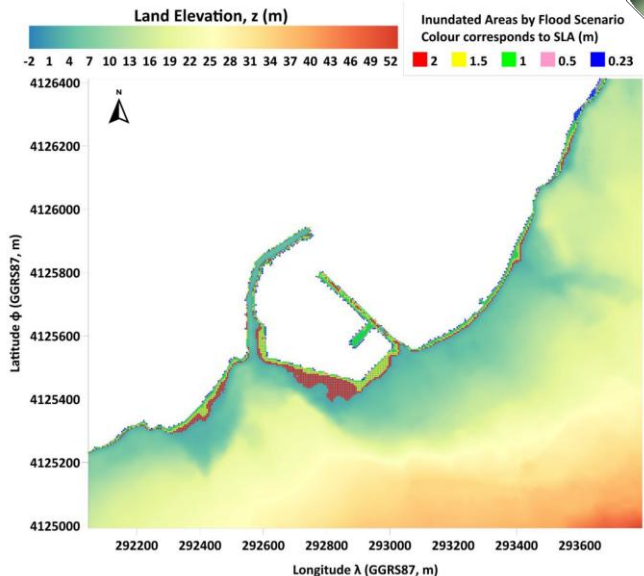 Land Elevation, z (m)
-2 1 4 7 10 13 16 19 22 25 28 31 34 37 40 43 46 49 52
Inundated Areas by Flood Scenario
Colour corresponds to SLA (m)
2 1.5 1 0.5 0.23
N
4126400
4126200
4126000
4125800
4125600
4125400
4125200
4125000
Latitude ϕ (GGRS87, m)
292200 292400 292600 292800 293000 293200 293400 293600
Longitude λ (GGRS87, m)